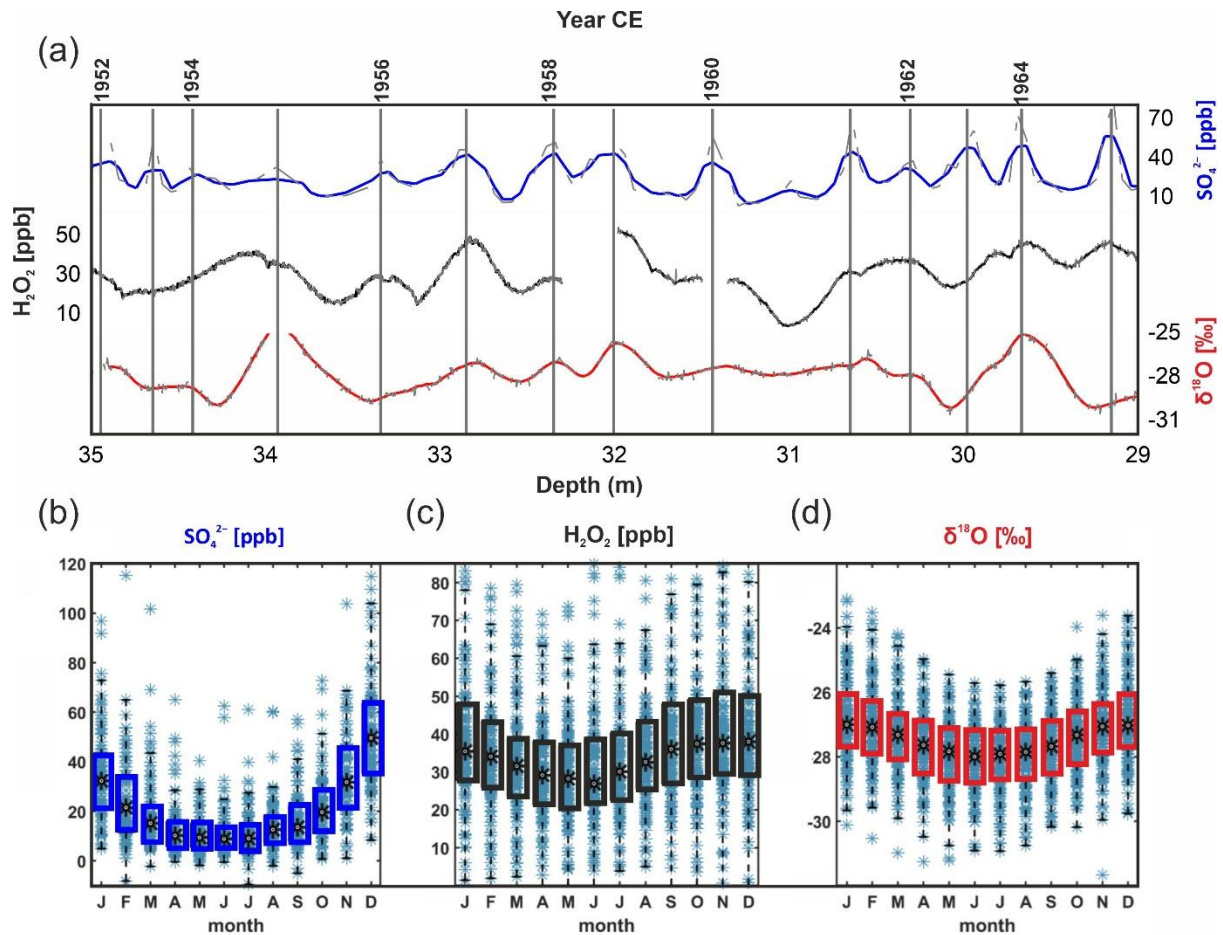 Year CE
(a)
1952 1954 1956 1958 1960 1962 1964
70
40
10
SO₄²⁻ [ppb]
50
30
10
H₂O₂ [ppb]
-25
-28
-31
δ¹⁸O [‰]
35 34 33 32 31 30 29
Depth (m)
(b) (c) (d)
SO₄²⁻ [ppb] H₂O₂ [ppb] δ¹⁸O [‰]
120
100
80
60
40
20
0
J F M A M J J A S O N D
month
80
70
60
50
40
30
20
10
J F M A M J J A S O N D
month
-24
-26
-28
-30
J F M A M J J A S O N D
month